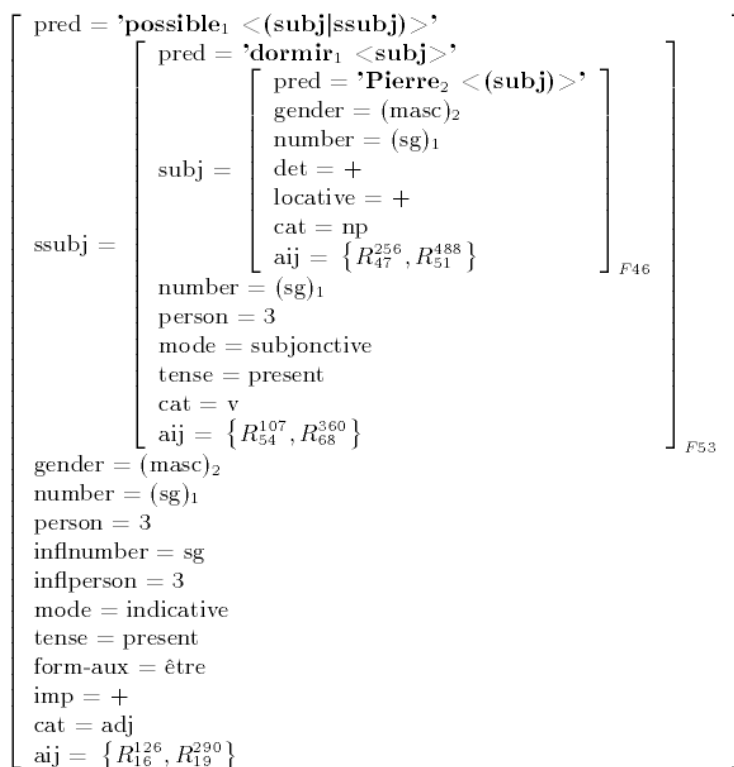 pred = ’possible₁ <(subj|ssubj)>’
pred = ’dormir₁ <subj>’
pred = ’Pierre₂ <(subj)>’
gender = (masc)₂
number = (sg)₁
subj = det = +
locative = +
cat = np
ssubj = aij = {R₄₇²⁵⁶, R₅₁⁴⁸⁸} F46
number = (sg)₁
person = 3
mode = subjonctive
tense = present
cat = v
aij = {R₅₄¹⁰⁷, R₆₈³⁶⁰} F53
gender = (masc)₂
number = (sg)₁
person = 3
inflnumber = sg
inflperson = 3
mode = indicative
tense = present
form-aux = être
imp = +
cat = adj
aij = {R₁₆¹²⁶, R₁₉²⁹⁰}